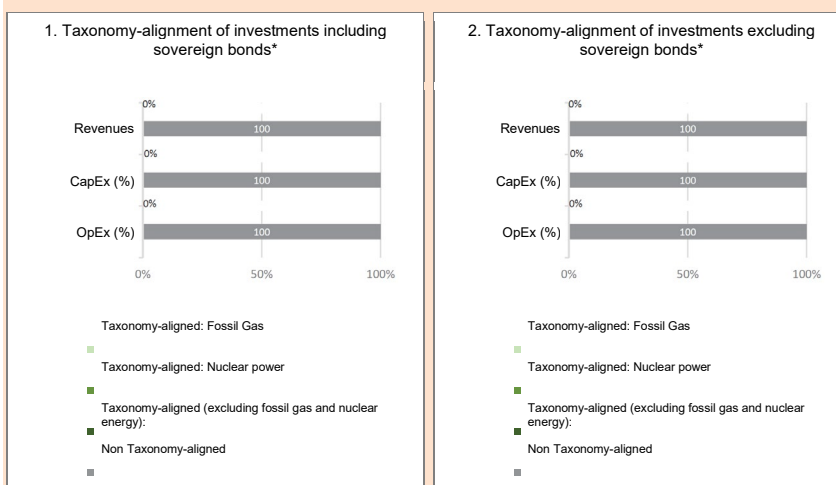 1. Taxonomy-alignment of investments including
sovereign bonds*
0%
Revenues
100
0%
CapEx (%)
100
0%
OpEx (%)
100
0%
50%
100%
Taxonomy-aligned: Fossil Gas
Taxonomy-aligned: Nuclear power
Taxonomy-aligned (excluding fossil gas and nuclear
energy):
Non Taxonomy-aligned
2. Taxonomy-alignment of investments excluding
sovereign bonds*
0%
Revenues
100
0%
CapEx (%)
100
0%
OpEx (%)
100
0%
50%
100%
Taxonomy-aligned: Fossil Gas
Taxonomy-aligned: Nuclear power
Taxonomy-aligned (excluding fossil gas and nuclear
energy):
Non Taxonomy-aligned